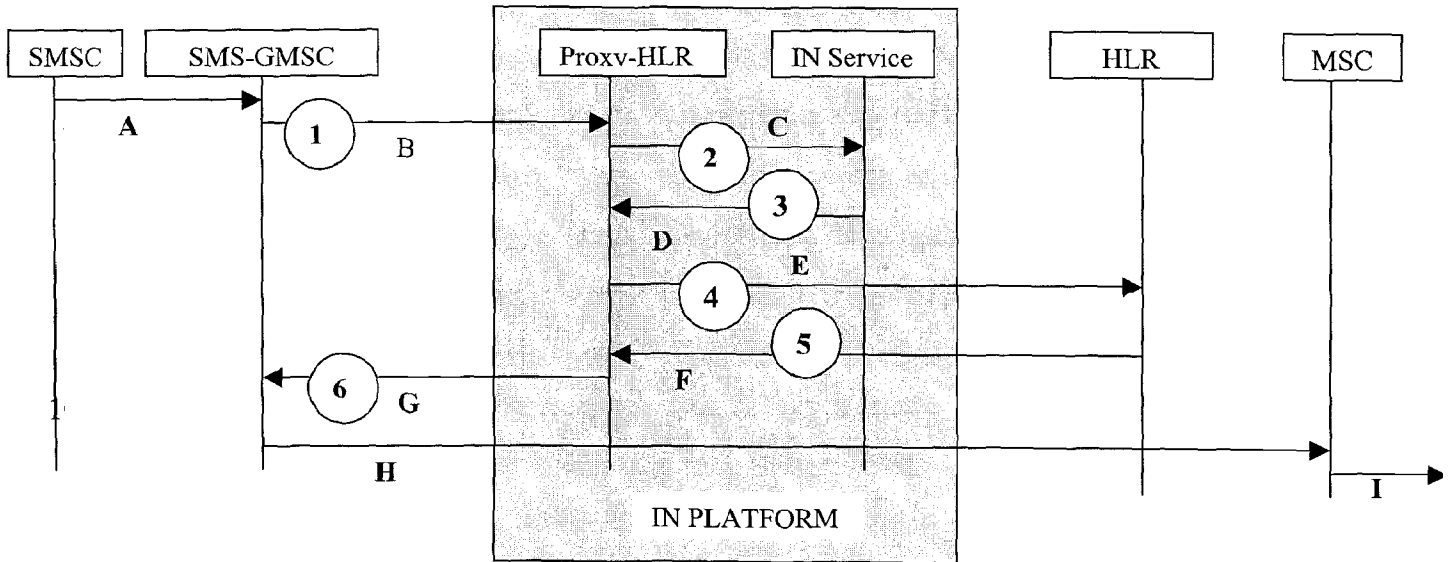 SMSC
SMS-GMSC
Proxv-HLR
IN Service
HLR
MSC
A
1
B
C
2
3
D
E
4
5
F
6
G
H
I
IN PLATFORM